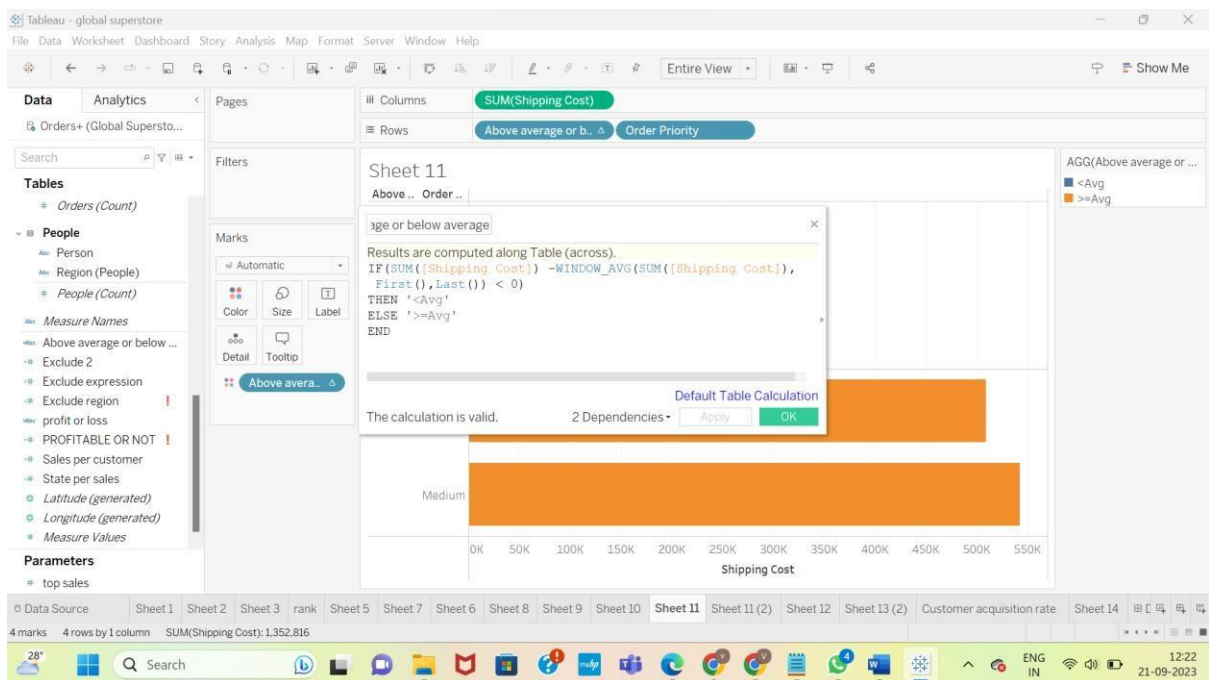 Tableau - global superstore
File Data Worksheet Dashboard Story Analysis Map Format Server Window Help
Entire View
Show Me
Data Analytics
Pages
Columns
SUM(Shipping Cost)
Orders+ (Global Supersto...
Rows
Above average or b.. Δ
Order Priority
Search
Filters
Sheet 11
AGG(Above average or ...
<Avg
>=Avg
Tables
Above .. Order ..
# Orders (Count)
age or below average
People
Marks
Results are computed along Table (across).
Abc Person
Automatic
IF(SUM([Shipping Cost]) -WINDOW_AVG(SUM([Shipping Cost]),
Abc Region (People)
First(),Last()) < 0)
# People (Count)
THEN '<Avg'
Color Size Label
ELSE '>=Avg'
Abc Measure Names
END
Above average or below ...
Detail Tooltip
Exclude 2
Above avera.. Δ
Exclude expression
Default Table Calculation
Exclude region !
The calculation is valid.
2 Dependencies
Apply
OK
profit or loss
PROFITABLE OR NOT !
Sales per customer
State per sales
Medium
Latitude (generated)
Longitude (generated)
# Measure Values
0K 50K 100K 150K 200K 250K 300K 350K 400K 450K 500K 550K
Parameters
Shipping Cost
# top sales
Data Source Sheet 1 Sheet 2 Sheet 3 rank Sheet 5 Sheet 7 Sheet 6 Sheet 8 Sheet 9 Sheet 10 Sheet 11 Sheet 11 (2) Sheet 12 Sheet 13 (2) Customer acquisition rate Sheet 14
4 marks 4 rows by 1 column SUM(Shipping Cost): 1,352,816
28°
Search
ENG
IN
12:22
21-09-2023